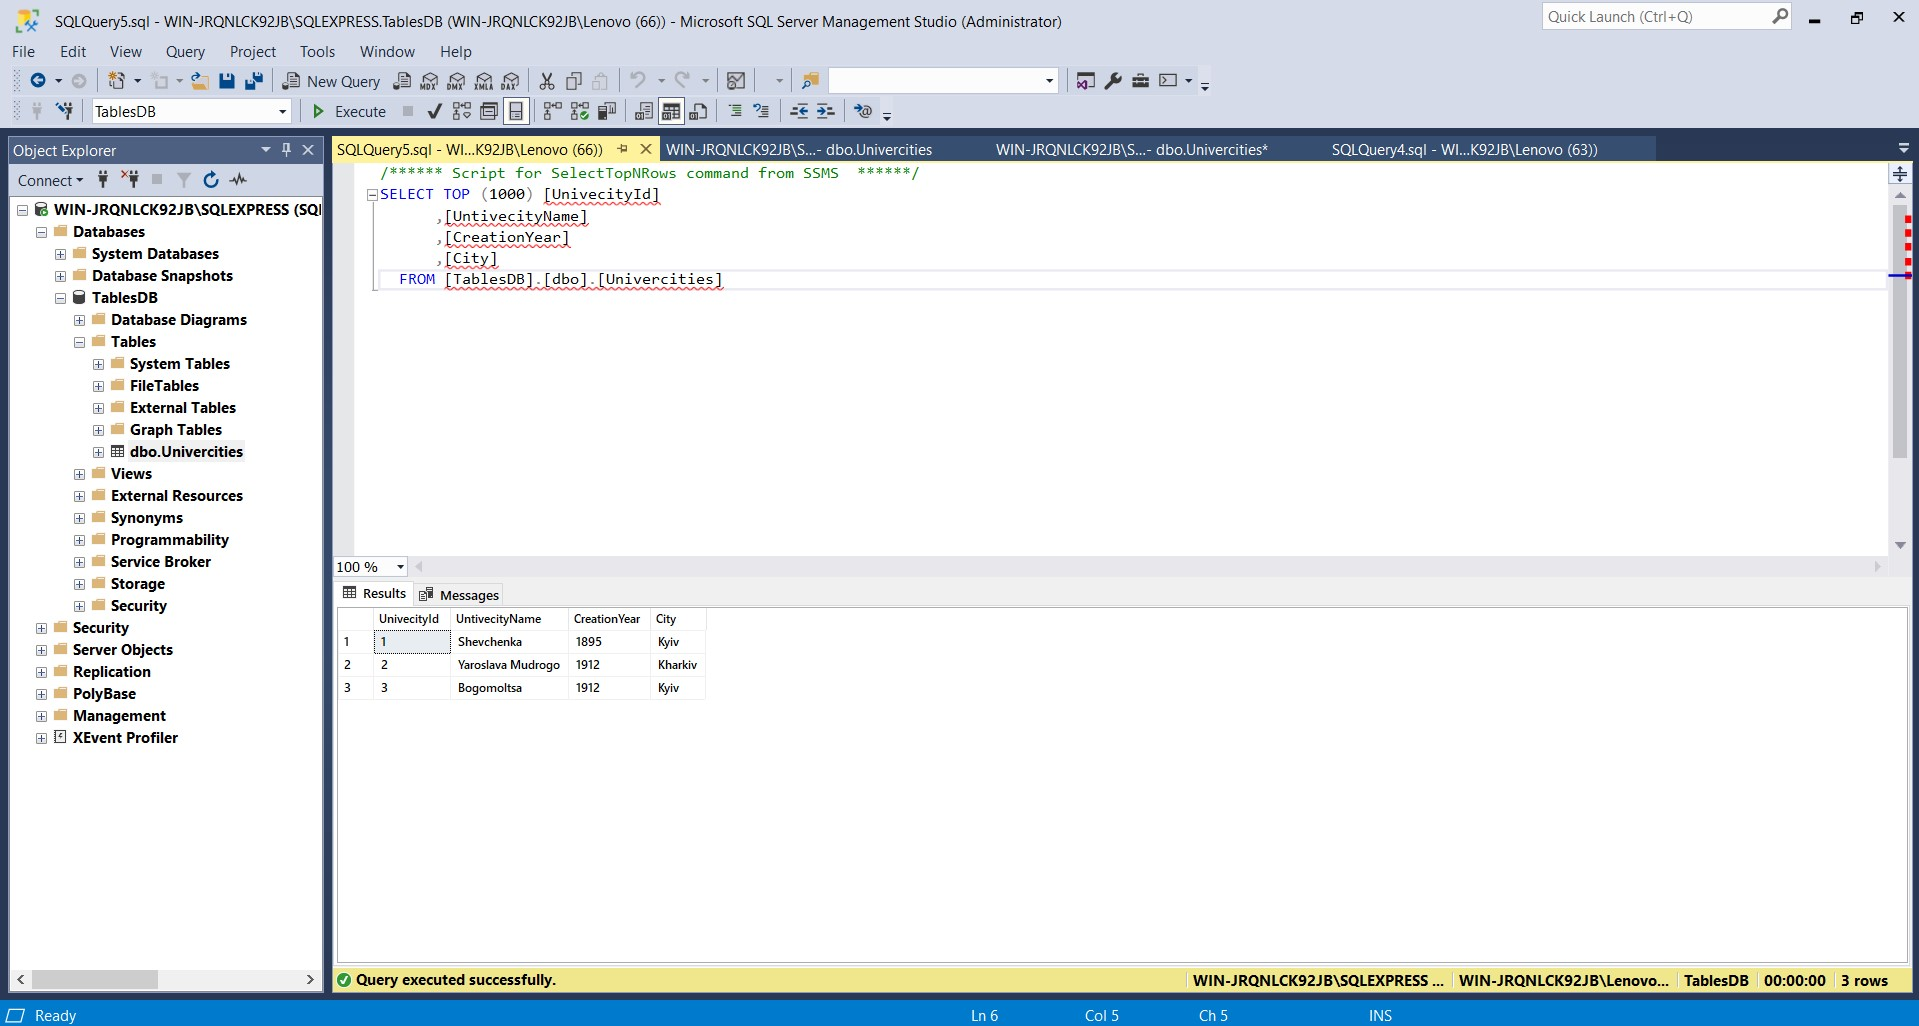 SQLQuery5.sql - WIN-JRQNLCK92JB\SQLEXPRESS.TablesDB (WIN-JRQNLCK92JB\Lenovo (66)) - Microsoft SQL Server Management Studio (Administrator)
Quick Launch (Ctrl+Q)
File Edit View Query Project Tools Window Help
New Query MDX DMX XMLA DAX
TablesDB Execute
Object Explorer
Connect
WIN-JRQNLCK92JB\SQLEXPRESS (SQL
Databases
System Databases
Database Snapshots
TablesDB
Database Diagrams
Tables
System Tables
FileTables
External Tables
Graph Tables
dbo.Univercities
Views
External Resources
Synonyms
Programmability
Service Broker
Storage
Security
Security
Server Objects
Replication
PolyBase
Management
XEvent Profiler
SQLQuery5.sql - WI...K92JB\Lenovo (66)) WIN-JRQNLCK92JB\S...- dbo.Univercities WIN-JRQNLCK92JB\S...- dbo.Univercities* SQLQuery4.sql - WI...K92JB\Lenovo (63))
/****** Script for SelectTopNRows command from SSMS ******/
SELECT TOP (1000) [UnivecityId]
,[UntivecityName]
,[CreationYear]
,[City]
FROM [TablesDB].[dbo].[Univercities]
100 %
Results Messages
UnivecityId UntivecityName CreationYear City
1 1 Shevchenka 1895 Kyiv
2 2 Yaroslava Mudrogo 1912 Kharkiv
3 3 Bogomoltsa 1912 Kyiv
Query executed successfully. WIN-JRQNLCK92JB\SQLEXPRESS ... WIN-JRQNLCK92JB\Lenovo... TablesDB 00:00:00 3 rows
Ready Ln 6 Col 5 Ch 5 INS